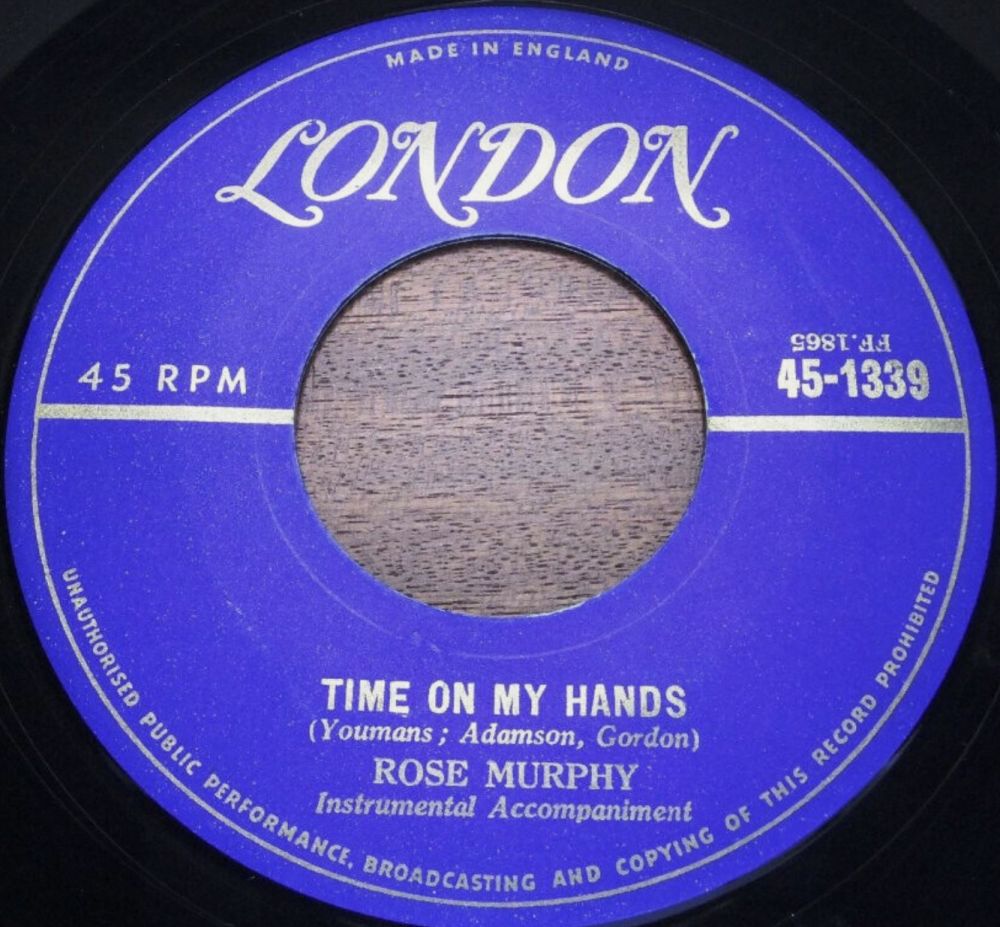 MADE IN ENGLAND
LONDON
FF.1865
45 RPM
45-1339
TIME ON MY HANDS
(Youmans; Adamson, Gordon)
ROSE MURPHY
Instrumental Accompaniment
UNAUTHORISED PUBLIC PERFORMANCE, BROADCASTING AND COPYING OF THIS RECORD PROHIBITED